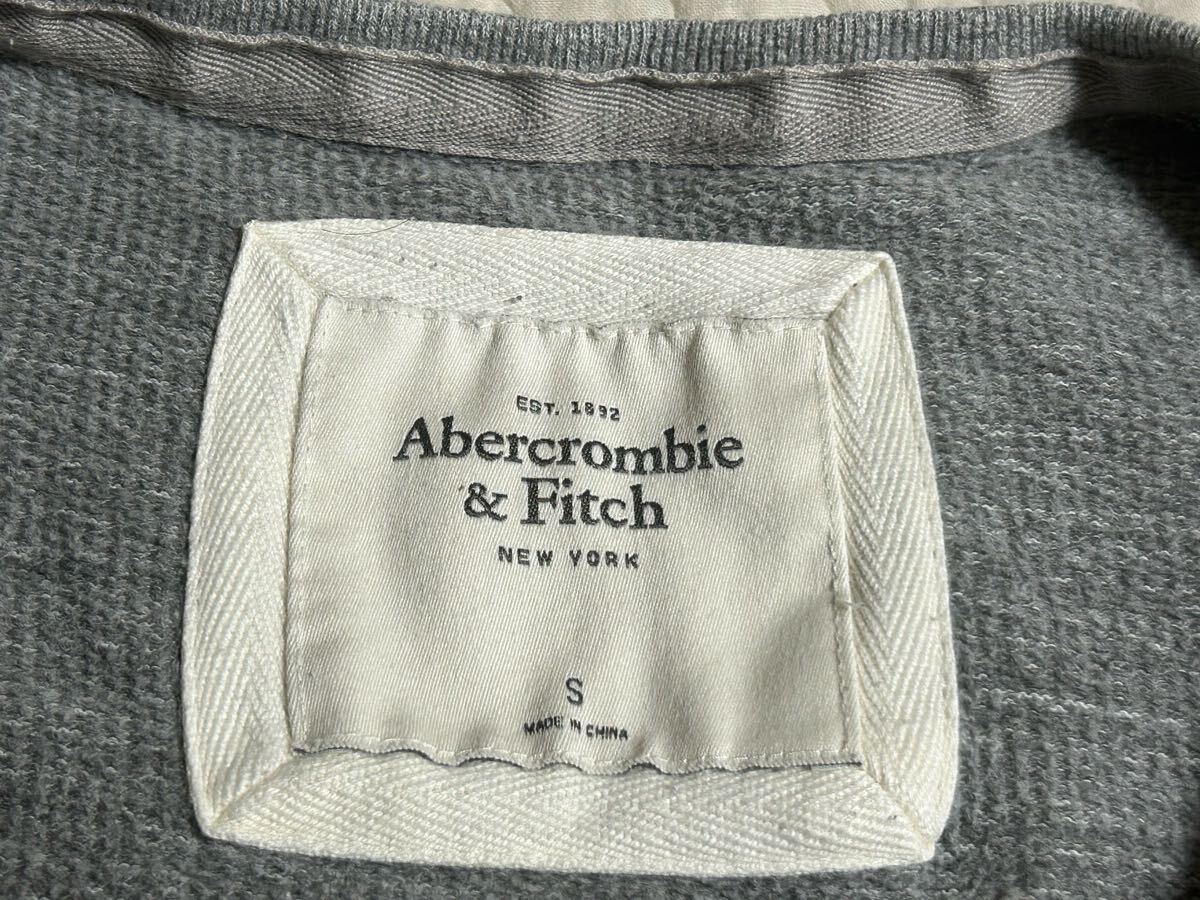 EST. 1892
Abercrombie
& Fitch
NEW YORK
S
MADE IN CHINA